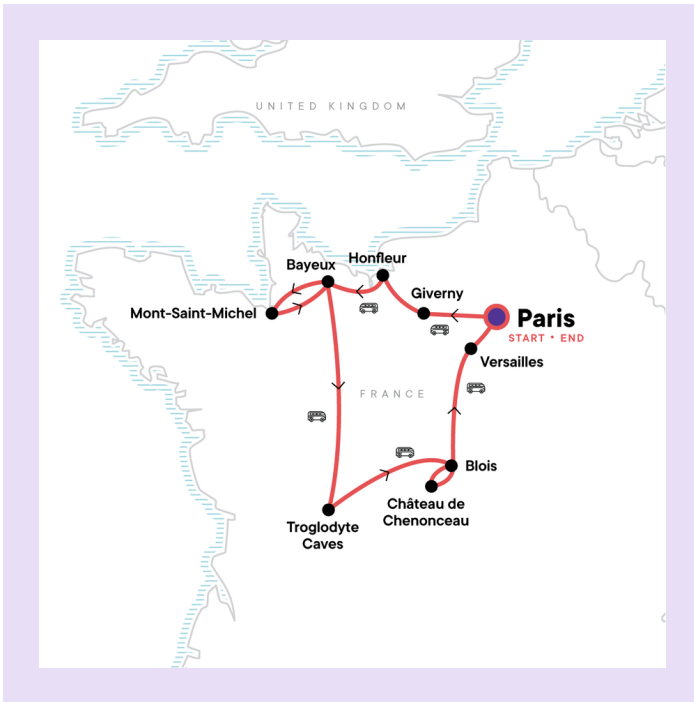 UNITED KINGDOM
Bayeux
Honfleur
Giverny
Mont-Saint-Michel
Paris
START • END
Versailles
FRANCE
Blois
Château de
Chenonceau
Troglodyte
Caves